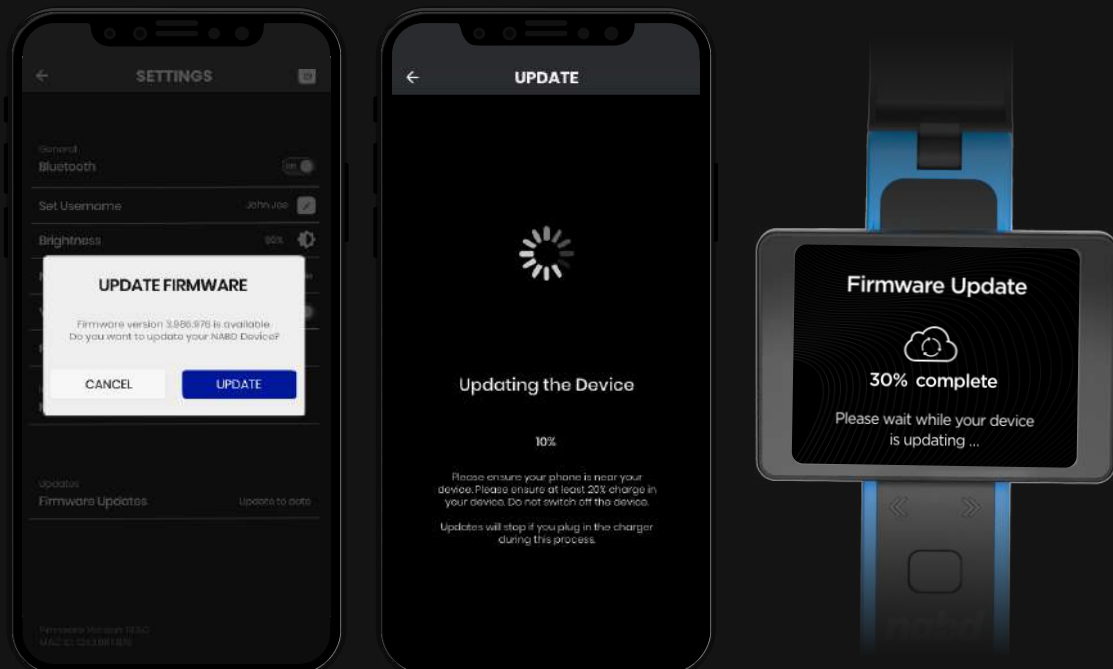 SETTINGS
General
Bluetooth
ON
Set Username
John Joe
Brightness
80%
UPDATE FIRMWARE
Firmware version 3.986.976 is available.
Do you want to update your NABD Device?
CANCEL
UPDATE
Updates
Firmware Updates
Update to date
UPDATE
Updating the Device
10%
Please ensure your phone is near your
device. Please ensure at least 20% charge in
your device. Do not switch off the device.
Updates will stop if you plug in the charger
during this process.
Firmware Update
30% complete
Please wait while your device
is updating ...
nabd